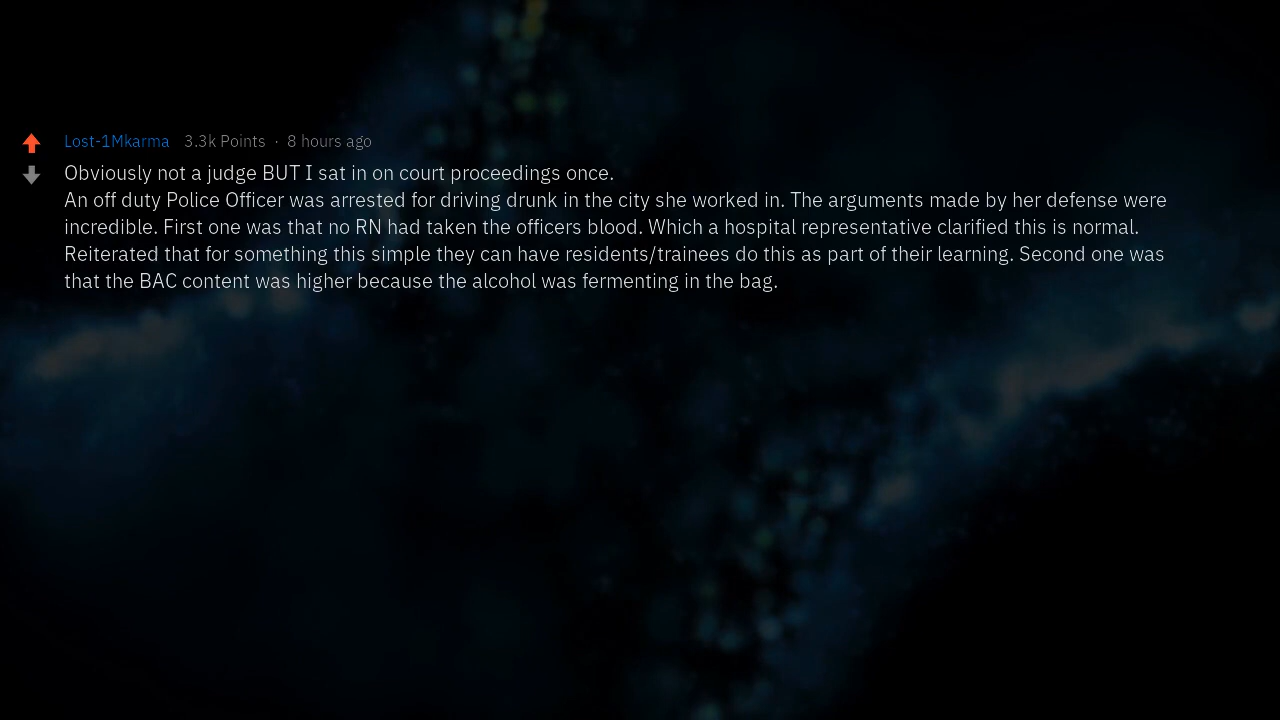 Lost-1Mkarma 3.3k Points · 8 hours ago
Obviously not a judge BUT I sat in on court proceedings once.
An off duty Police Officer was arrested for driving drunk in the city she worked in. The arguments made by her defense were
incredible. First one was that no RN had taken the officers blood. Which a hospital representative clarified this is normal.
Reiterated that for something this simple they can have residents/trainees do this as part of their learning. Second one was
that the BAC content was higher because the alcohol was fermenting in the bag.